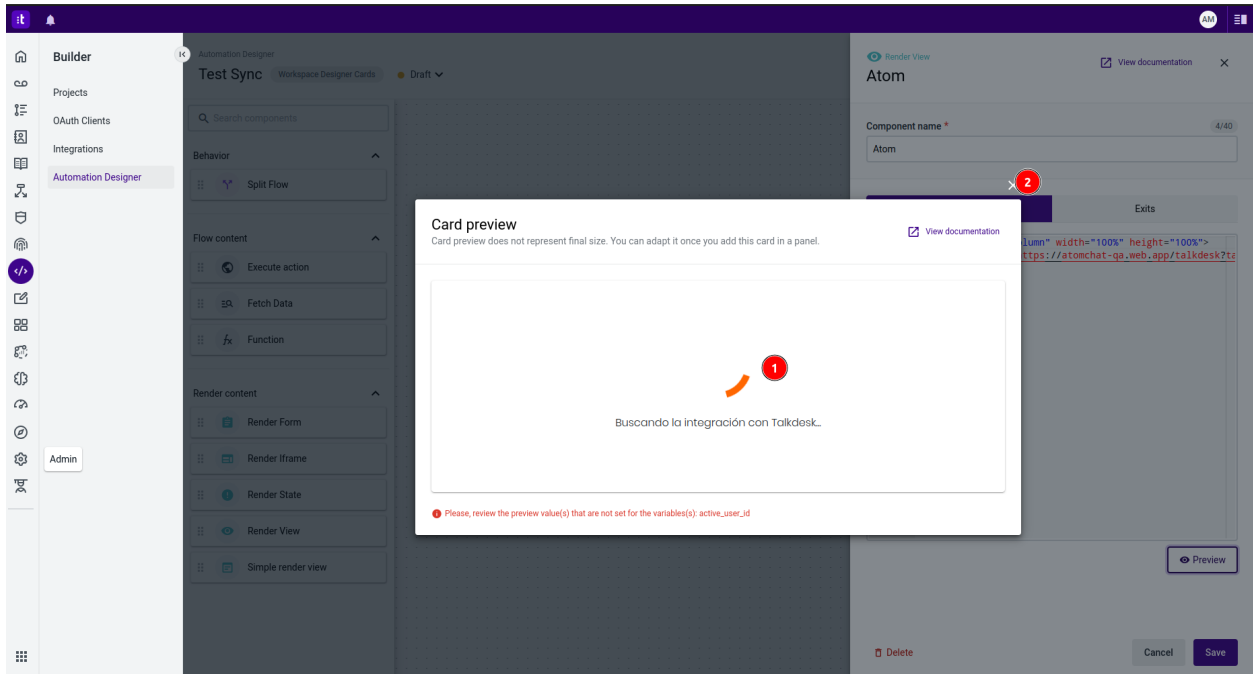 :t
AM
Builder
Projects
OAuth Clients
Integrations
Automation Designer
Admin
Automation Designer
Test Sync
Workspace Designer Cards
Draft
Search components
Behavior
Split Flow
Flow content
Execute action
Fetch Data
Function
Render content
Render Form
Render Iframe
Render State
Render View
Simple render view
Render View
Atom
View documentation
Component name *
4/40
Atom
2
Exits
lumn" width="100%" height="100%">
ttps://atomchat-qa.web.app/talkdesk?ta
Card preview
Card preview does not represent final size. You can adapt it once you add this card in a panel.
View documentation
1
Buscando la integración con Talkdesk...
Please, review the preview value(s) that are not set for the variables(s): active_user_id
Preview
Delete
Cancel
Save